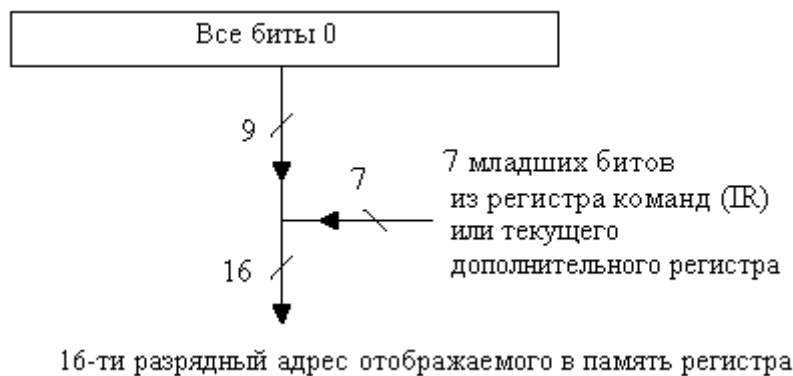 Все биты 0
9
7
7 младших битов
из регистра команд (IR)
или текущего
дополнительного регистра
16
16-ти разрядный адрес отображаемого в память регистра